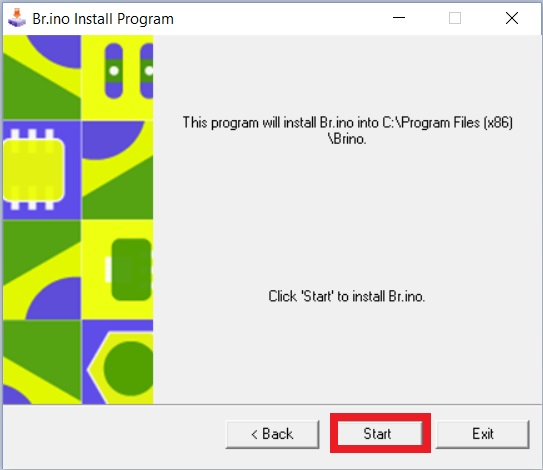 Br.ino Install Program
This program will install Br.ino into C:\Program Files (x86)
\Brino.
Click 'Start' to install Br.ino.
< Back
Start
Exit